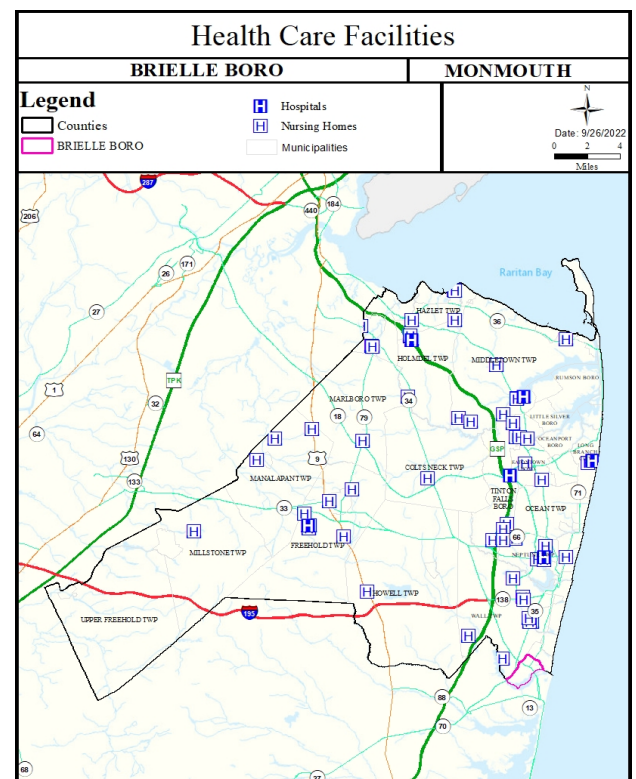 Health Care Facilities
BRIELLE BORO
MONMOUTH
Legend
Counties
BRIELLE BORO
H Hospitals
H Nursing Homes
Municipalities
N
Date: 9/26/2022
0 2 4
Miles
287
206
440
184
171
26
Raritan Bay
27
HAZLET TWP
36
HOLMDEL TWP
MIDDLETOWN TWP
TPK
1
RUMSON BORO
MARLBORO TWP
34
32
18
79
LITTLE SILVER
BORO
64
9
GSP
OCEANPORT
BORO
LONG
BRANCH
130
COLTS NECK TWP
133
MANALAPAN TWP
TINTON
FALLS
BORO
71
33
OCEAN TWP
66
FREEHOLD TWP
MILLSTONE TWP
HOWELL TWP
138
195
35
UPPER FREEHOLD TWP
88
13
70
68
37